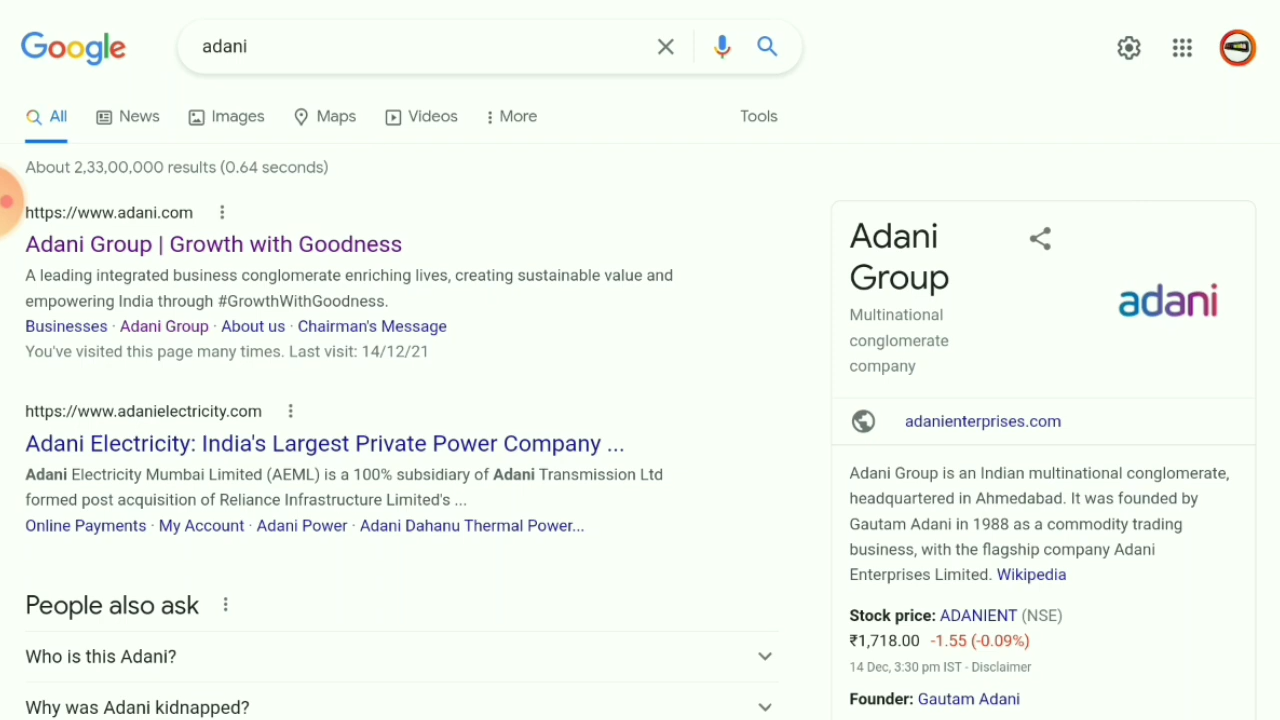 Google
adani
All
News
Images
Maps
Videos
More
Tools
About 2,33,00,000 results (0.64 seconds)
https://www.adani.com
Adani Group | Growth with Goodness
A leading integrated business conglomerate enriching lives, creating sustainable value and
empowering India through #GrowthWithGoodness.
Businesses · Adani Group · About us · Chairman's Message
You've visited this page many times. Last visit: 14/12/21
https://www.adanielectricity.com
Adani Electricity: India's Largest Private Power Company ...
Adani Electricity Mumbai Limited (AEML) is a 100% subsidiary of Adani Transmission Ltd
formed post acquisition of Reliance Infrastructure Limited's ...
Online Payments · My Account · Adani Power · Adani Dahanu Thermal Power...
People also ask
Who is this Adani?
Why was Adani kidnapped?
Adani
Group
Multinational
conglomerate
company
adani
adanienterprises.com
Adani Group is an Indian multinational conglomerate,
headquartered in Ahmedabad. It was founded by
Gautam Adani in 1988 as a commodity trading
business, with the flagship company Adani
Enterprises Limited. Wikipedia
Stock price: ADANIENT (NSE)
₹1,718.00 -1.55 (-0.09%)
14 Dec, 3:30 pm IST · Disclaimer
Founder: Gautam Adani